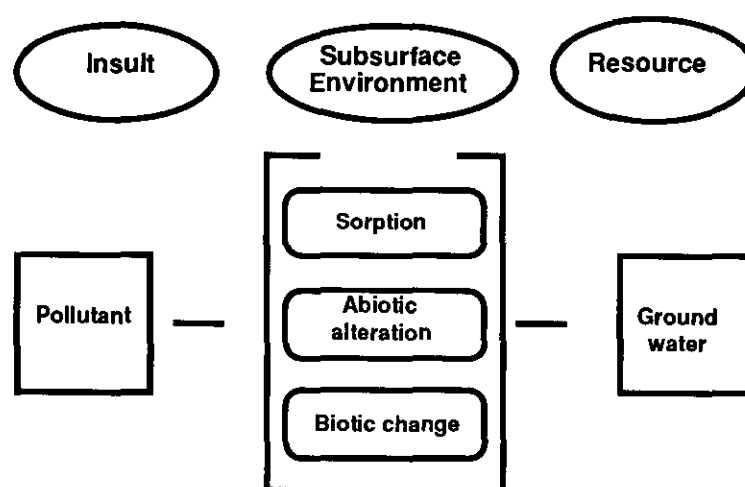 Insult
Subsurface
Environment
Resource
Sorption
Pollutant
Abiotic
alteration
Ground
water
Biotic change